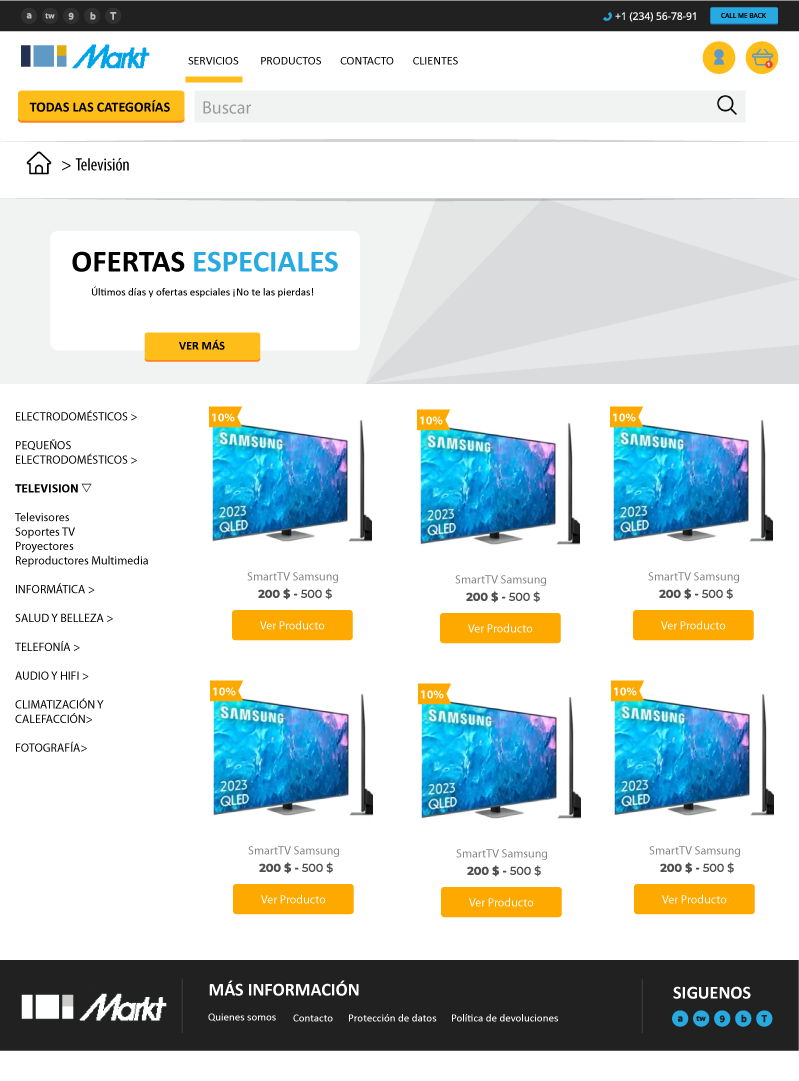 a tw 9 b T
+1 (234) 56-78-91
CALL ME BACK
Markt
SERVICIOS PRODUCTOS CONTACTO CLIENTES
1
TODAS LAS CATEGORÍAS
Buscar
> Televisión
OFERTAS ESPECIALES
Últimos días y ofertas espciales ¡No te las pierdas!
VER MÁS
ELECTRODOMÉSTICOS >
PEQUEÑOS
ELECTRODOMÉSTICOS >
TELEVISION ▽
Televisores
Soportes TV
Proyectores
Reproductores Multimedia
INFORMÁTICA >
SALUD Y BELLEZA >
TELEFONÍA >
AUDIO Y HIFI >
CLIMATIZACIÓN Y
CALEFACCIÓN>
FOTOGRAFÍA>
10%
SAMSUNG
2023
QLED
SmartTV Samsung
200 $ - 500 $
Ver Producto
10%
SAMSUNG
2023
QLED
SmartTV Samsung
200 $ - 500 $
Ver Producto
10%
SAMSUNG
2023
QLED
SmartTV Samsung
200 $ - 500 $
Ver Producto
10%
SAMSUNG
2023
QLED
SmartTV Samsung
200 $ - 500 $
Ver Producto
10%
SAMSUNG
2023
QLED
SmartTV Samsung
200 $ - 500 $
Ver Producto
10%
SAMSUNG
2023
QLED
SmartTV Samsung
200 $ - 500 $
Ver Producto
Markt
MÁS INFORMACIÓN
Quienes somos Contacto Protección de datos Política de devoluciones
SIGUENOS
a tw 9 b T